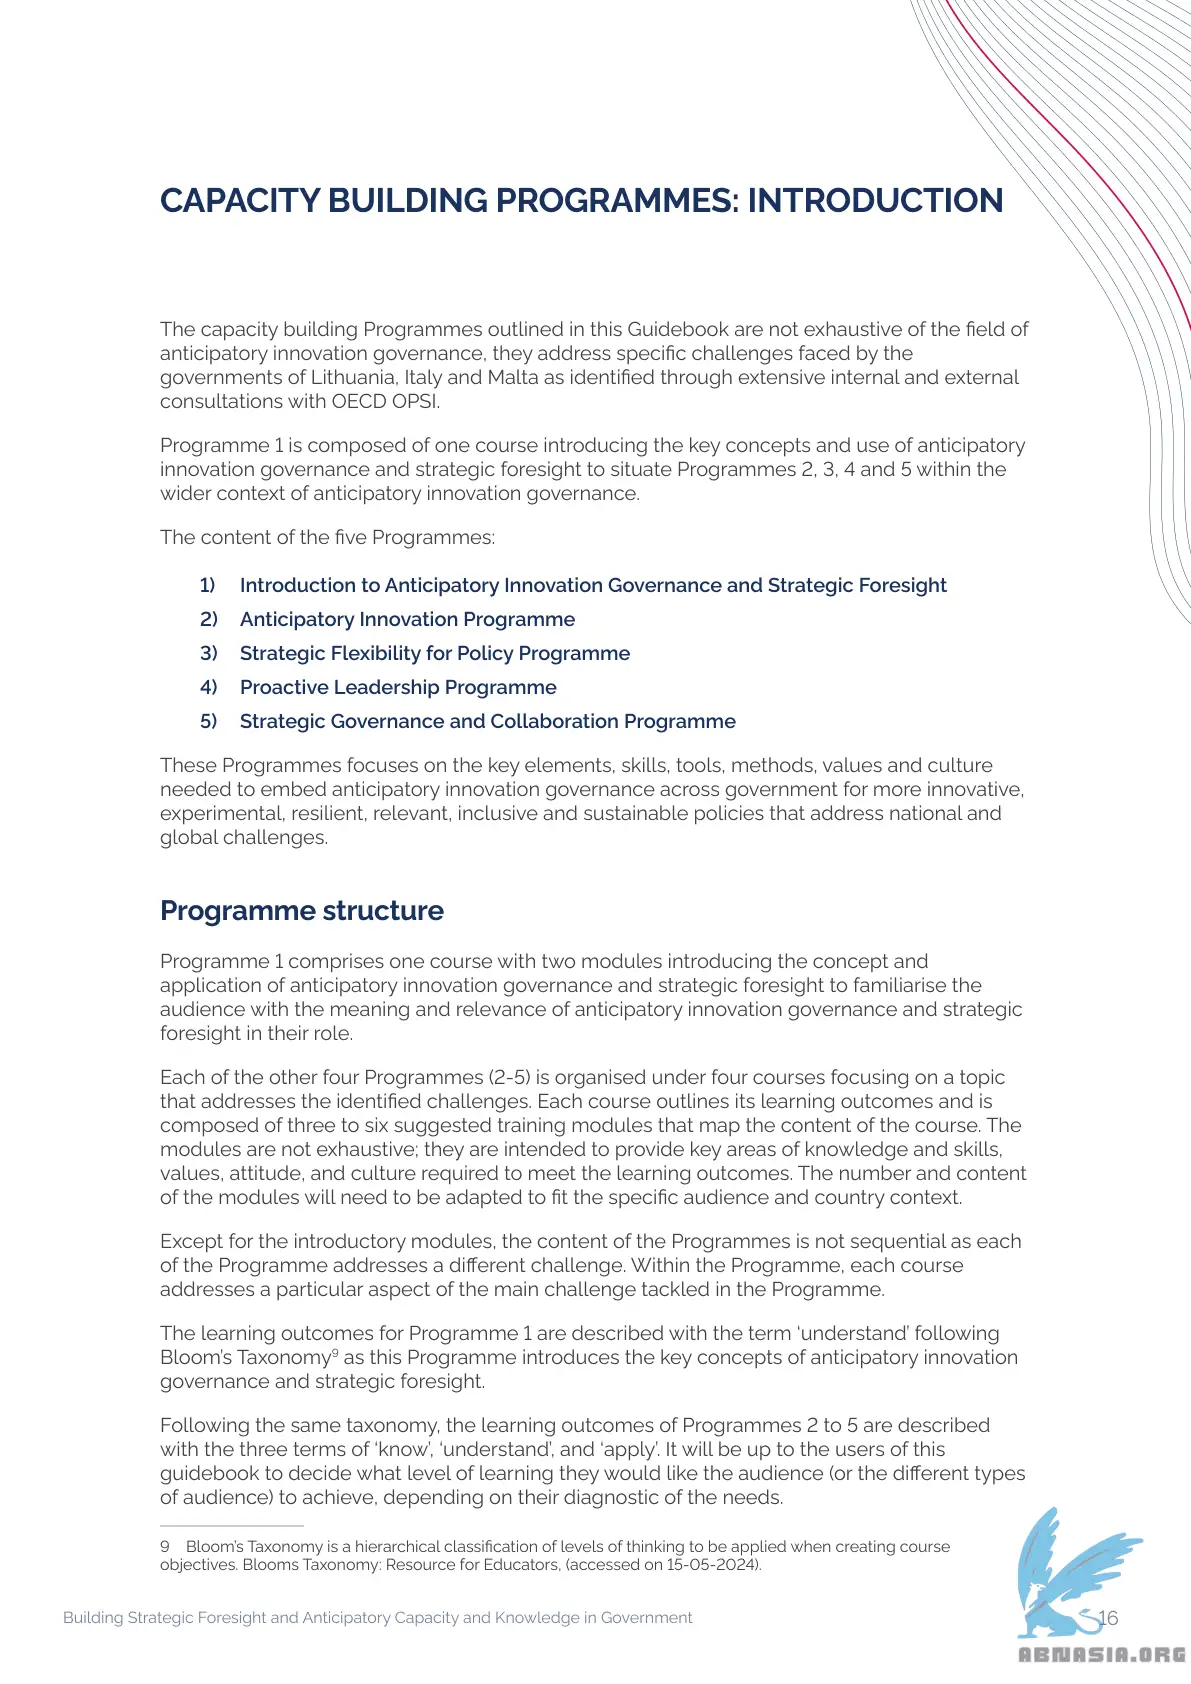 CAPACITY BUILDING PROGRAMMES: INTRODUCTION
The capacity building Programmes outlined in this Guidebook are not exhaustive of the field of
anticipatory innovation governance, they address specific challenges faced by the
governments of Lithuania, Italy and Malta as identified through extensive internal and external
consultations with OECD OPSI.
Programme 1 is composed of one course introducing the key concepts and use of anticipatory
innovation governance and strategic foresight to situate Programmes 2, 3, 4 and 5 within the
wider context of anticipatory innovation governance.
The content of the five Programmes:
1) Introduction to Anticipatory Innovation Governance and Strategic Foresight
2) Anticipatory Innovation Programme
3) Strategic Flexibility for Policy Programme
4) Proactive Leadership Programme
5) Strategic Governance and Collaboration Programme
These Programmes focuses on the key elements, skills, tools, methods, values and culture
needed to embed anticipatory innovation governance across government for more innovative,
experimental, resilient, relevant, inclusive and sustainable policies that address national and
global challenges.
Programme structure
Programme 1 comprises one course with two modules introducing the concept and
application of anticipatory innovation governance and strategic foresight to familiarise the
audience with the meaning and relevance of anticipatory innovation governance and strategic
foresight in their role.
Each of the other four Programmes (2-5) is organised under four courses focusing on a topic
that addresses the identified challenges. Each course outlines its learning outcomes and is
composed of three to six suggested training modules that map the content of the course. The
modules are not exhaustive; they are intended to provide key areas of knowledge and skills,
values, attitude, and culture required to meet the learning outcomes. The number and content
of the modules will need to be adapted to fit the specific audience and country context.
Except for the introductory modules, the content of the Programmes is not sequential as each
of the Programme addresses a different challenge. Within the Programme, each course
addresses a particular aspect of the main challenge tackled in the Programme.
The learning outcomes for Programme 1 are described with the term ‘understand’ following
Bloom’s Taxonomy⁹ as this Programme introduces the key concepts of anticipatory innovation
governance and strategic foresight.
Following the same taxonomy, the learning outcomes of Programmes 2 to 5 are described
with the three terms of ‘know’, ‘understand’, and ‘apply’. It will be up to the users of this
guidebook to decide what level of learning they would like the audience (or the different types
of audience) to achieve, depending on their diagnostic of the needs.
9 Bloom’s Taxonomy is a hierarchical classification of levels of thinking to be applied when creating course
objectives. Blooms Taxonomy: Resource for Educators, (accessed on 15-05-2024).
Building Strategic Foresight and Anticipatory Capacity and Knowledge in Government
16
ABNASIA.ORG